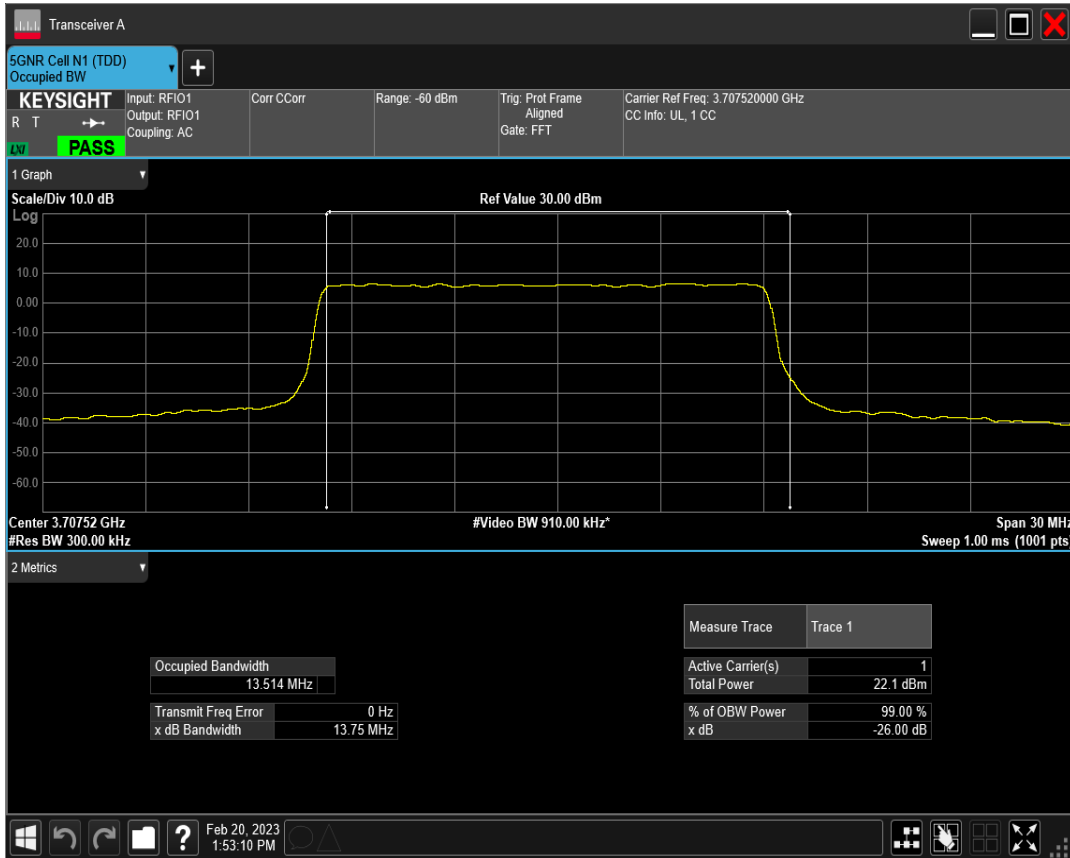 Transceiver A
5GNR Cell N1 (TDD)
Occupied BW
+
KEYSIGHT
R T
LXI
PASS
Input: RFIO1
Output: RFIO1
Coupling: AC
Corr CCorr
Range: -60 dBm
Trig: Prot Frame
Aligned
Gate: FFT
Carrier Ref Freq: 3.707520000 GHz
CC Info: UL, 1 CC
1 Graph
Scale/Div 10.0 dB
Ref Value 30.00 dBm
Log
20.0
10.0
0.00
-10.0
-20.0
-30.0
-40.0
-50.0
-60.0
Center 3.70752 GHz
#Video BW 910.00 kHz*
Span 30 MHz
#Res BW 300.00 kHz
Sweep 1.00 ms (1001 pts)
2 Metrics
Measure Trace Trace 1
Occupied Bandwidth
13.514 MHz
Active Carrier(s) 1
Total Power 22.1 dBm
Transmit Freq Error 0 Hz
x dB Bandwidth 13.75 MHz
% of OBW Power 99.00 %
x dB -26.00 dB
?
Feb 20, 2023
1:53:10 PM